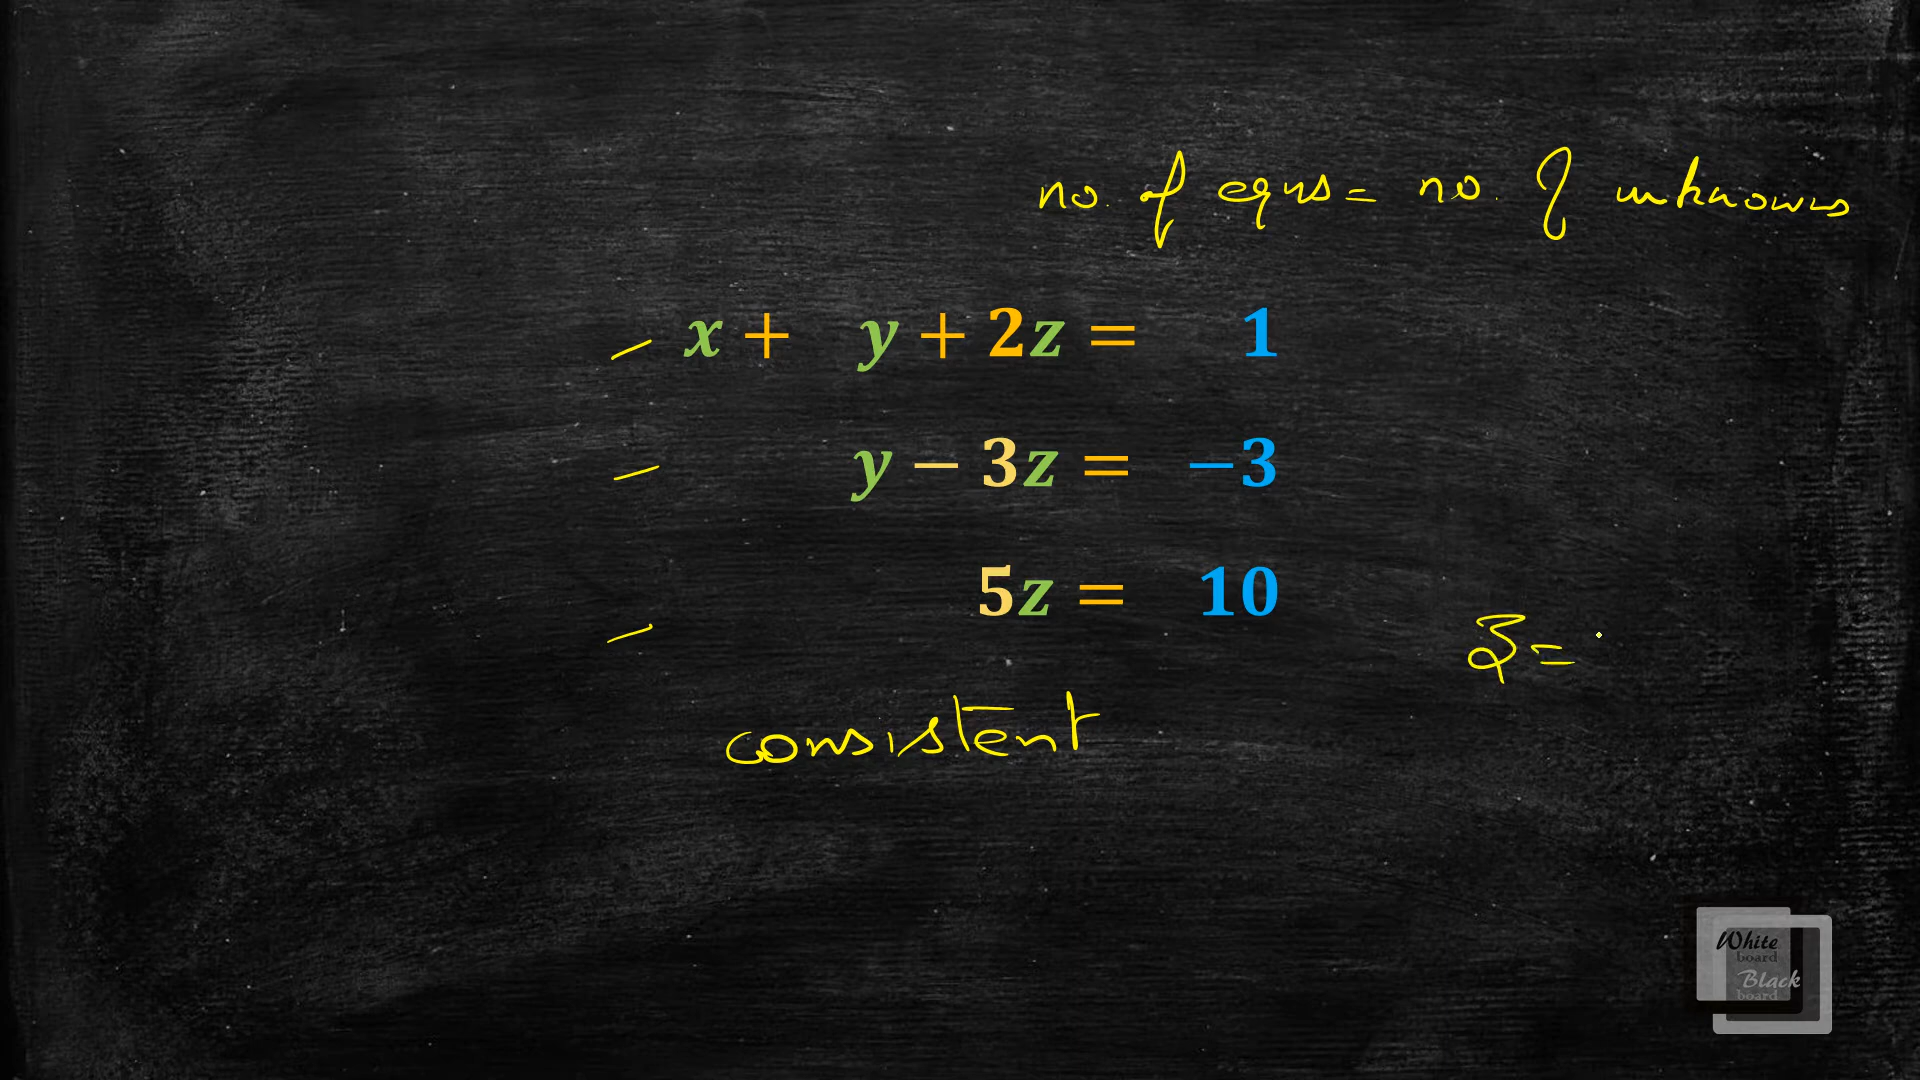 no. of eqns = no. of unknowns
x + y + 2z = 1
y − 3z = −3
5z = 10
z =
consistent
White
board
Black
board